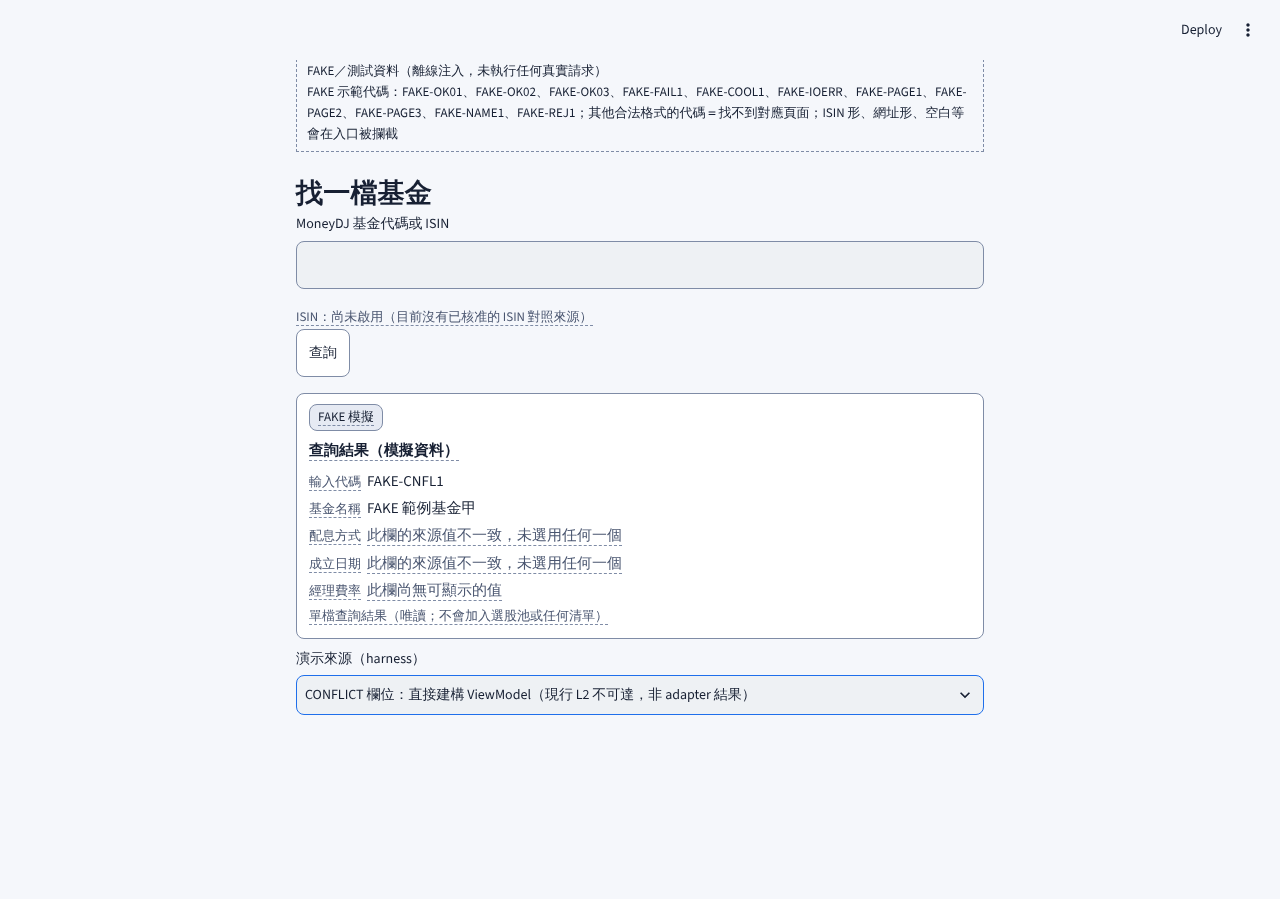 Deploy
FAKE／測試資料（離線注入，未執行任何真實請求）
FAKE 示範代碼：FAKE-OK01、FAKE-OK02、FAKE-OK03、FAKE-FAIL1、FAKE-COOL1、FAKE-IOERR、FAKE-PAGE1、FAKE-
PAGE2、FAKE-PAGE3、FAKE-NAME1、FAKE-REJ1；其他合法格式的代碼＝找不到對應頁面；ISIN 形、網址形、空白等
會在入口被攔截
找一檔基金
MoneyDJ 基金代碼或 ISIN
ISIN：尚未啟用（目前沒有已核准的 ISIN 對照來源）
查詢
FAKE 模擬
查詢結果（模擬資料）
輸入代碼 FAKE-CNFL1
基金名稱 FAKE 範例基金甲
配息方式 此欄的來源值不一致，未選用任何一個
成立日期 此欄的來源值不一致，未選用任何一個
經理費率 此欄尚無可顯示的值
單檔查詢結果（唯讀；不會加入選股池或任何清單）
演示來源（harness）
CONFLICT 欄位：直接建構 ViewModel（現行 L2 不可達，非 adapter 結果）